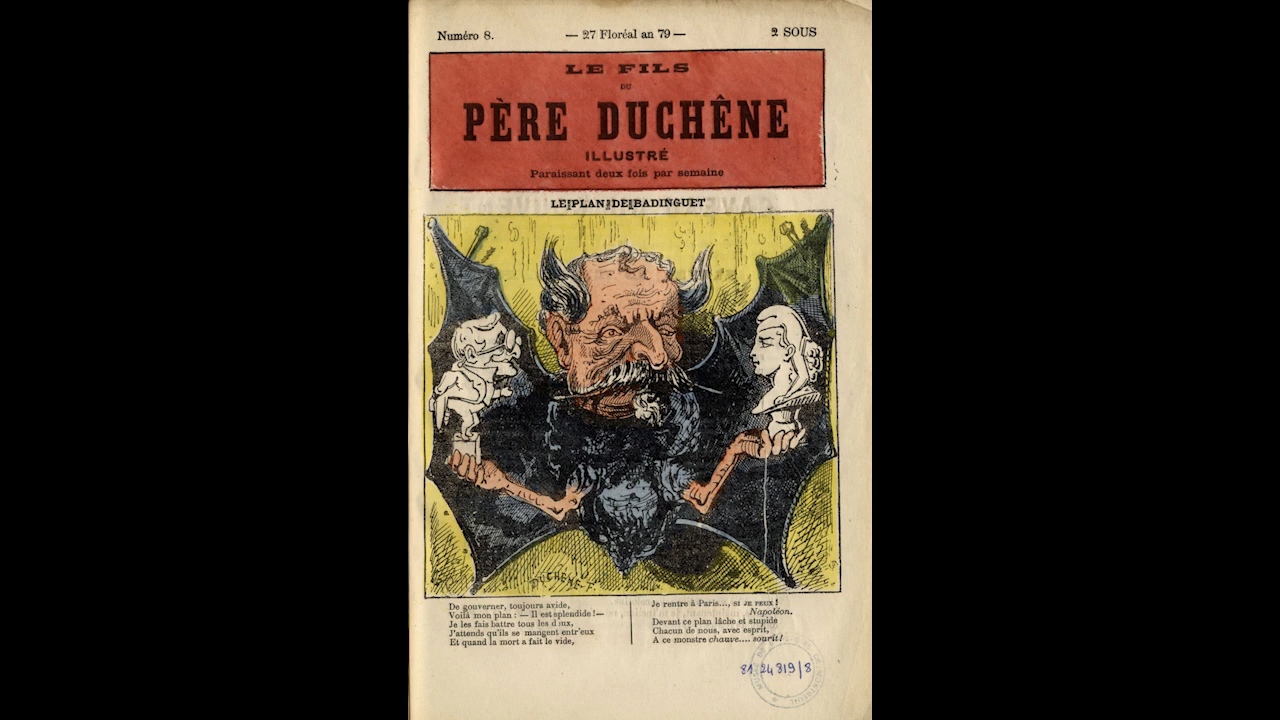 Numéro 8.
— 27 Floréal an 79 —
2 SOUS
LE FILS
DU
PÈRE DUCHÊNE
ILLUSTRÉ
Paraissant deux fois par semaine
LE PLAN DE BADINGUET
DUCHÊNE F.
De gouverner, toujours avide,
Voilà mon plan : — Il est splendide ! —
Je les fais battre tous les deux,
J'attends qu'ils se mangent entr'eux
Et quand la mort a fait le vide,
Je rentre à Paris..., SI JE PEUX !
Napoléon.
Devant ce plan lâche et stupide
Chacun de nous, avec esprit,
A ce monstre chauve.... sourit !
81 24 819/8